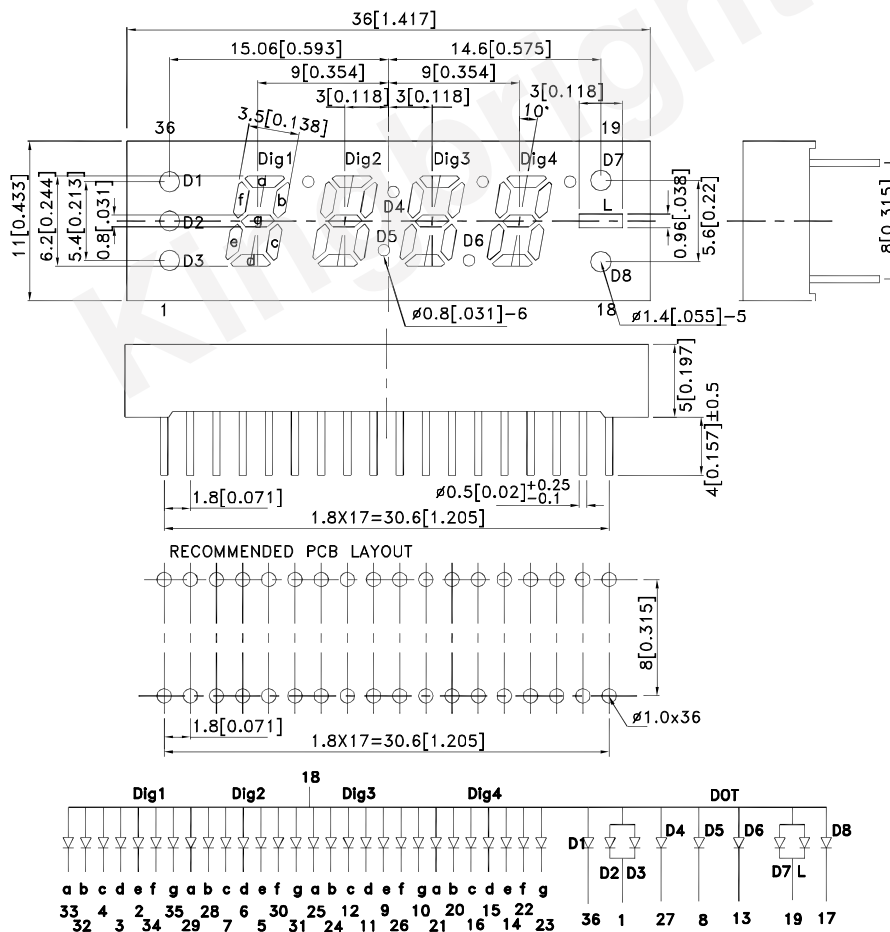 36[1.417]
15.06[0.593] 14.6[0.575]
9[0.354] 9[0.354]
3[0.118] 3[0.118] 3[0.118]
3.5[0.138] 10°
36 19
Dig1 Dig2 Dig3 Dig4
D1 a D7
f b D4
D2 g L
D5 D6
e c
D3 d D8
1 18
11[0.433]
6.2[0.244]
5.4[0.213]
0.8[.031]
0.96[.038]
5.6[0.22]
8[0.315]
ø0.8[.031]-6 ø1.4[.055]-5
5[0.197]
4[0.157]±0.5
1.8[0.071] ø0.5[0.02]+0.25 -0.1
1.8X17=30.6[1.205]
RECOMMENDED PCB LAYOUT
8[0.315]
1.8[0.071] ø1.0x36
1.8X17=30.6[1.205]
18
Dig1 Dig2 Dig3 Dig4 DOT
D1 D4 D5 D6 D8
D2 D3 D7 L
a b c d e f g a b c d e f g a b c d e f g a b c d e f g
33 4 2 35 28 6 30 25 12 9 10 20 15 22
32 3 34 29 7 5 31 24 11 26 21 16 14 23
36 1 27 8 13 19 17
Kingbright